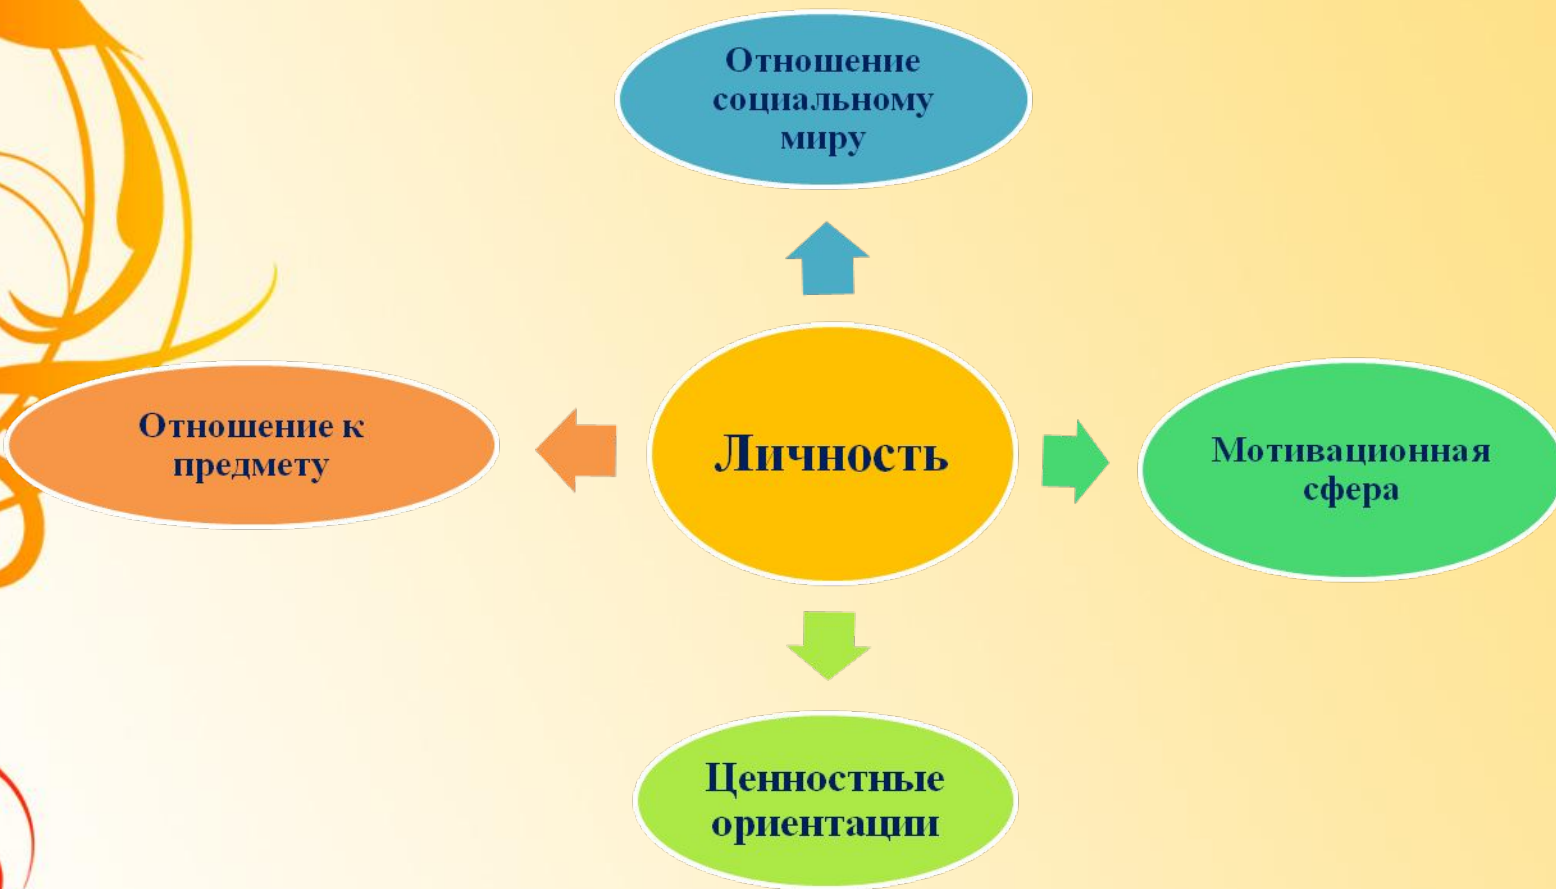 Отношение
социальному
миру
Отношение к
предмету
Личность
Мотивационная
сфера
Ценностные
ориентации